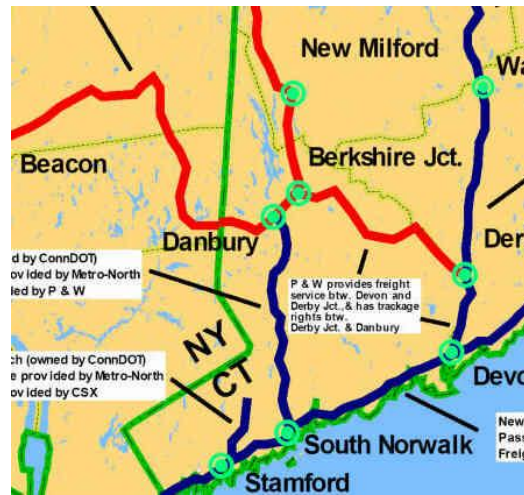 New Milford
Wa
Berkshire Jct.
Beacon
Danbury
Der
d by ConnDOT)
rovided by Metro-North
ded by P & W
P & W provides freight
service btw. Devon and
Derby Jct.,& has trackage
rights btw.
Derby Jct. & Danbury
NY
CT
ch (owned by ConnDOT)
e provided by Metro-North
rovided by CSX
Devo
New
Pass
Freig
South Norwalk
Stamford